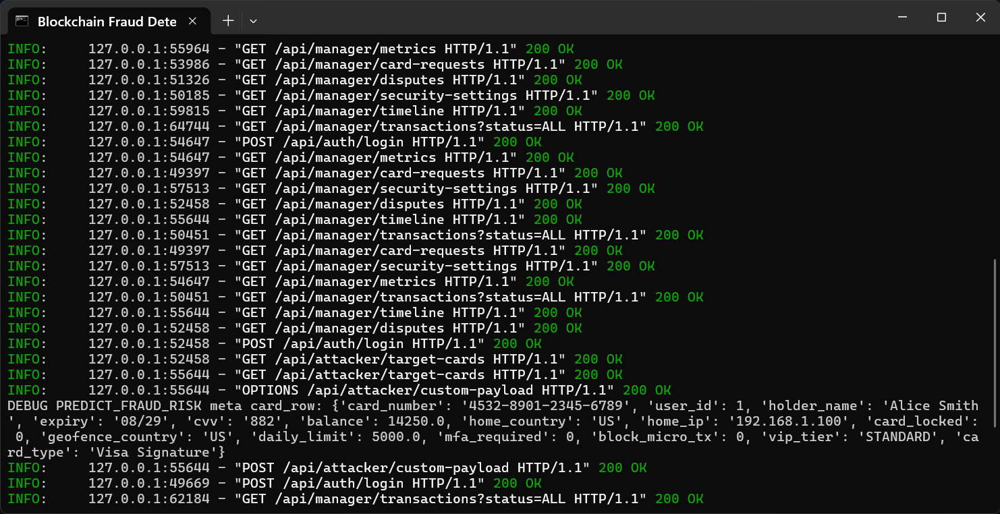 Blockchain Fraud Dete
INFO:     127.0.0.1:55964 - "GET /api/manager/metrics HTTP/1.1" 200 OK
INFO:     127.0.0.1:53986 - "GET /api/manager/card-requests HTTP/1.1" 200 OK
INFO:     127.0.0.1:51326 - "GET /api/manager/disputes HTTP/1.1" 200 OK
INFO:     127.0.0.1:50185 - "GET /api/manager/security-settings HTTP/1.1" 200 OK
INFO:     127.0.0.1:59815 - "GET /api/manager/timeline HTTP/1.1" 200 OK
INFO:     127.0.0.1:64744 - "GET /api/manager/transactions?status=ALL HTTP/1.1" 200 OK
INFO:     127.0.0.1:54647 - "POST /api/auth/login HTTP/1.1" 200 OK
INFO:     127.0.0.1:54647 - "GET /api/manager/metrics HTTP/1.1" 200 OK
INFO:     127.0.0.1:49397 - "GET /api/manager/card-requests HTTP/1.1" 200 OK
INFO:     127.0.0.1:57513 - "GET /api/manager/security-settings HTTP/1.1" 200 OK
INFO:     127.0.0.1:52458 - "GET /api/manager/disputes HTTP/1.1" 200 OK
INFO:     127.0.0.1:55644 - "GET /api/manager/timeline HTTP/1.1" 200 OK
INFO:     127.0.0.1:50451 - "GET /api/manager/transactions?status=ALL HTTP/1.1" 200 OK
INFO:     127.0.0.1:49397 - "GET /api/manager/card-requests HTTP/1.1" 200 OK
INFO:     127.0.0.1:57513 - "GET /api/manager/security-settings HTTP/1.1" 200 OK
INFO:     127.0.0.1:54647 - "GET /api/manager/metrics HTTP/1.1" 200 OK
INFO:     127.0.0.1:50451 - "GET /api/manager/transactions?status=ALL HTTP/1.1" 200 OK
INFO:     127.0.0.1:55644 - "GET /api/manager/timeline HTTP/1.1" 200 OK
INFO:     127.0.0.1:52458 - "GET /api/manager/disputes HTTP/1.1" 200 OK
INFO:     127.0.0.1:52458 - "POST /api/auth/login HTTP/1.1" 200 OK
INFO:     127.0.0.1:52458 - "GET /api/attacker/target-cards HTTP/1.1" 200 OK
INFO:     127.0.0.1:55644 - "GET /api/attacker/target-cards HTTP/1.1" 200 OK
INFO:     127.0.0.1:55644 - "OPTIONS /api/attacker/custom-payload HTTP/1.1" 200 OK
DEBUG PREDICT_FRAUD_RISK meta card_row: {'card_number': '4532-8901-2345-6789', 'user_id': 1, 'holder_name': 'Alice Smith
', 'expiry': '08/29', 'cvv': '882', 'balance': 14250.0, 'home_country': 'US', 'home_ip': '192.168.1.100', 'card_locked':
 0, 'geofence_country': 'US', 'daily_limit': 5000.0, 'mfa_required': 0, 'block_micro_tx': 0, 'vip_tier': 'STANDARD', 'ca
rd_type': 'Visa Signature'}
INFO:     127.0.0.1:55644 - "POST /api/attacker/custom-payload HTTP/1.1" 200 OK
INFO:     127.0.0.1:49669 - "POST /api/auth/login HTTP/1.1" 200 OK
INFO:     127.0.0.1:62184 - "GET /api/manager/transactions?status=ALL HTTP/1.1" 200 OK